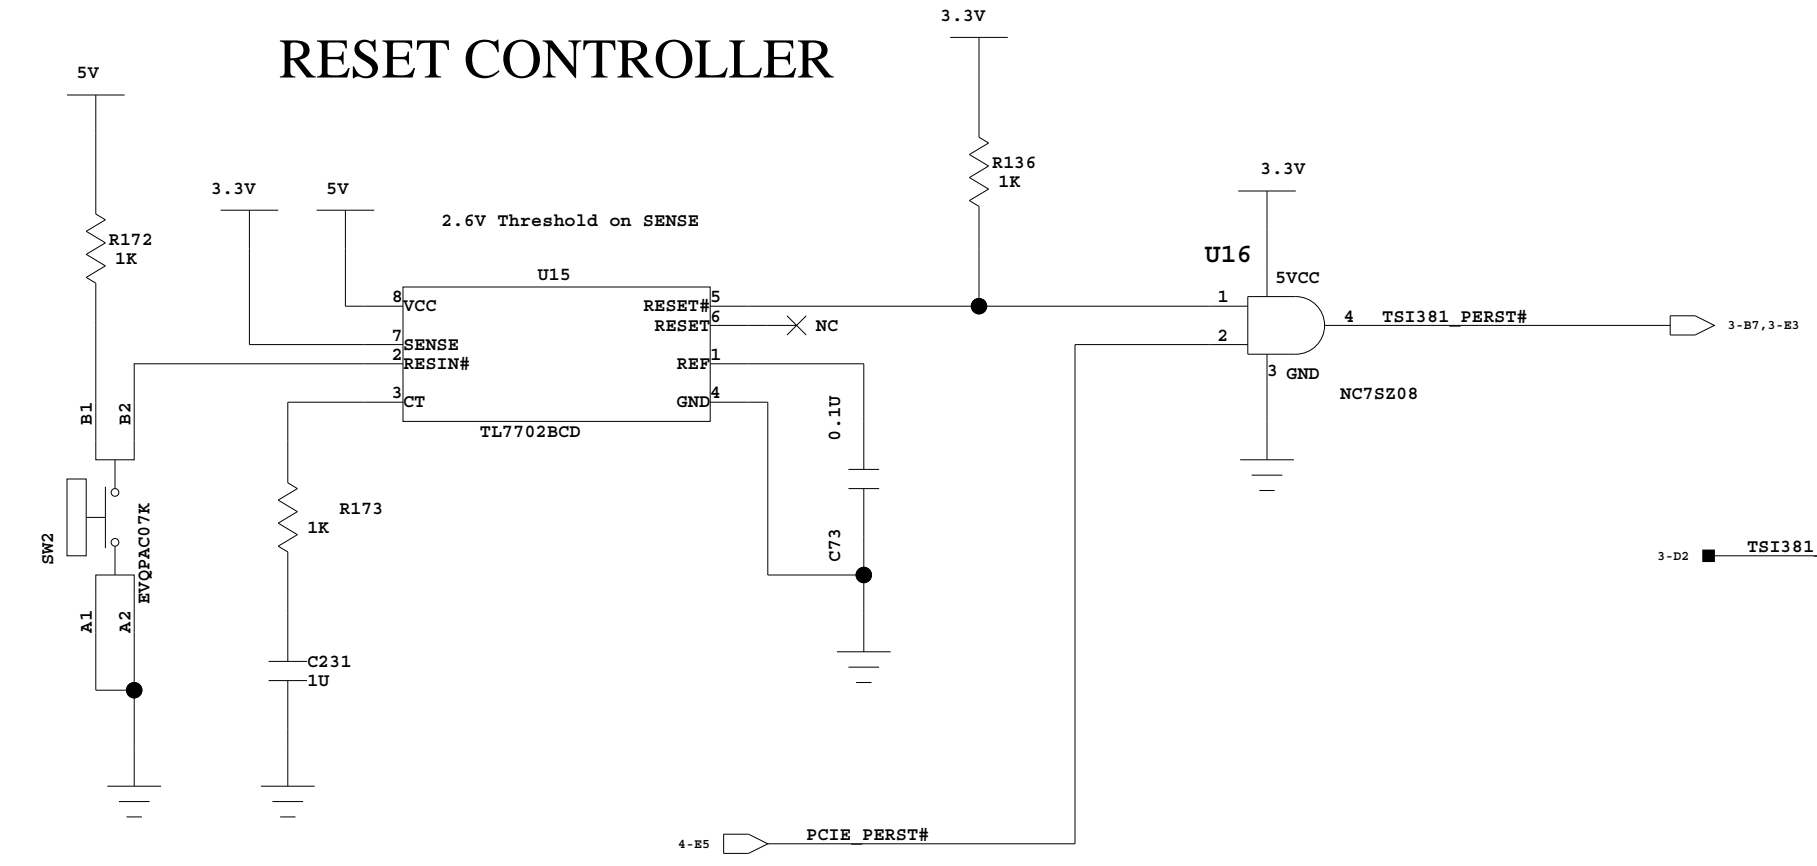 3.3V
RESET CONTROLLER
5V
R136
1K
3.3V
3.3V
5V
2.6V Threshold on SENSE
R172
1K
U16
U15
5VCC
8
VCC
RESET#
5
1
4
TSI381_PERST#
3-B7,3-E3
RESET
6
NC
7
SENSE
2
2
RESIN#
REF
1
3
GND
NC7SZ08
3
CT
GND
4
B1
B2
0.1U
TL7702BCD
R173
1K
SW2
EVQPAC07K
C73
3-D2
TSI381_
A1
A2
C231
1U
4-E5
PCIE_PERST#